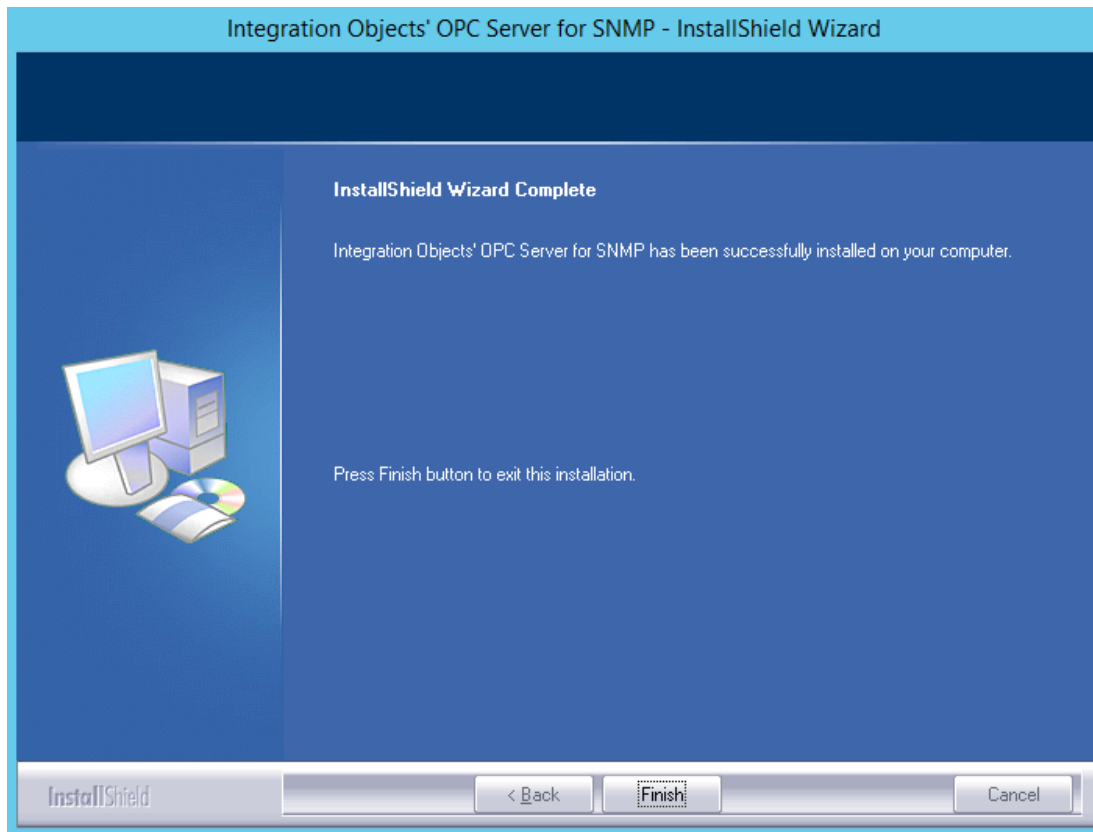 Integration Objects' OPC Server for SNMP - InstallShield Wizard
InstallShield Wizard Complete
Integration Objects' OPC Server for SNMP has been successfully installed on your computer.
Press Finish button to exit this installation.
InstallShield
< Back
Finish
Cancel